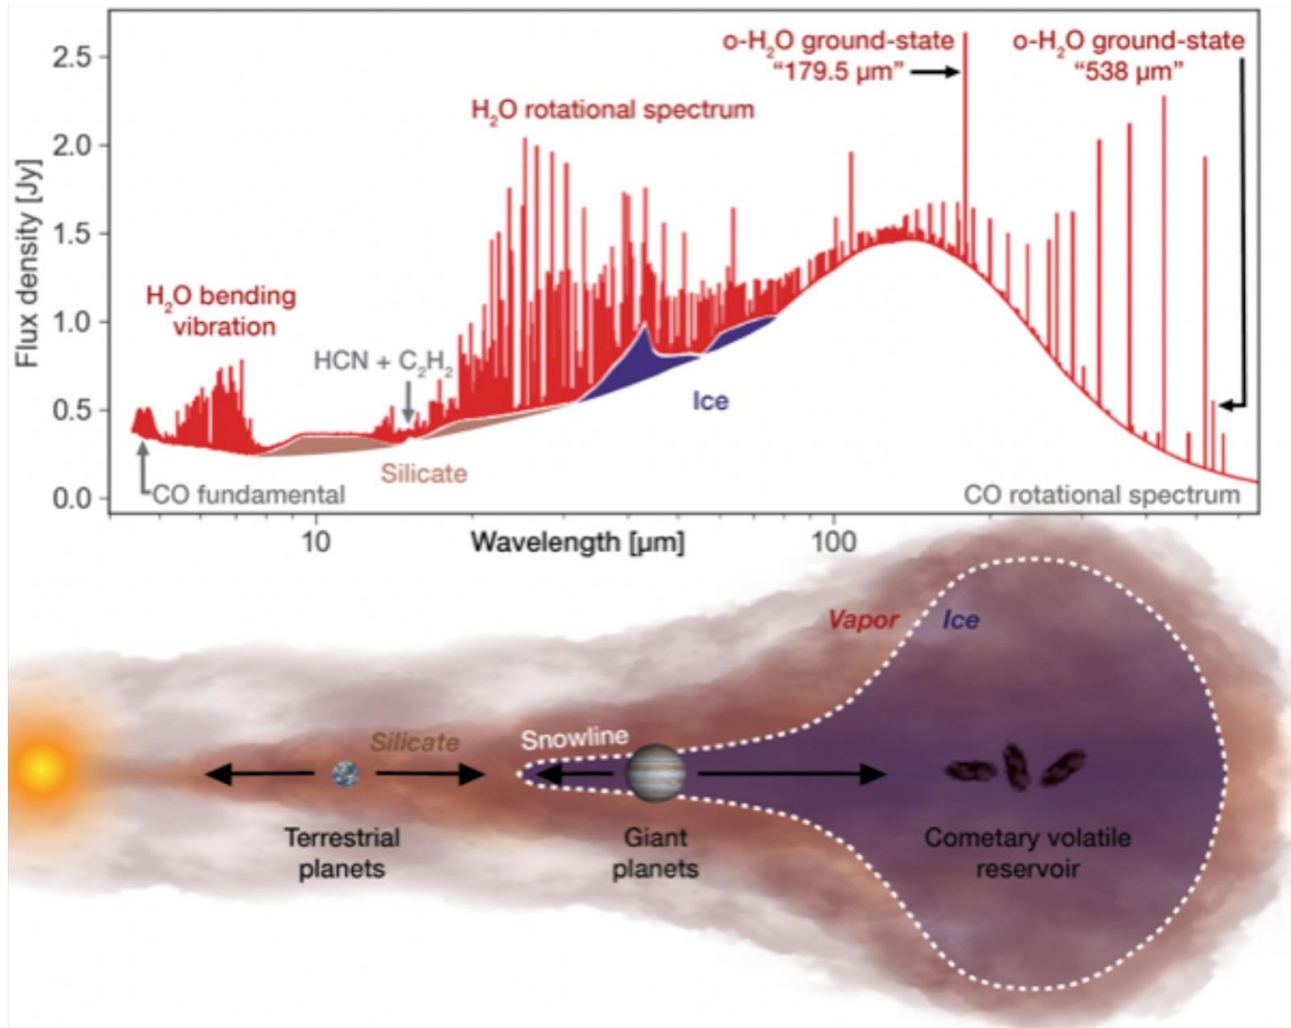 o-H₂O ground-state
"179.5 µm"
o-H₂O ground-state
"538 µm"
H₂O rotational spectrum
H₂O bending
vibration
HCN + C₂H₂
Ice
Silicate
CO fundamental
CO rotational spectrum
Flux density [Jy]
2.5
2.0
1.5
1.0
0.5
0.0
10
Wavelength [µm]
100
Vapor
Ice
Silicate
Snowline
Terrestrial
planets
Giant
planets
Cometary volatile
reservoir